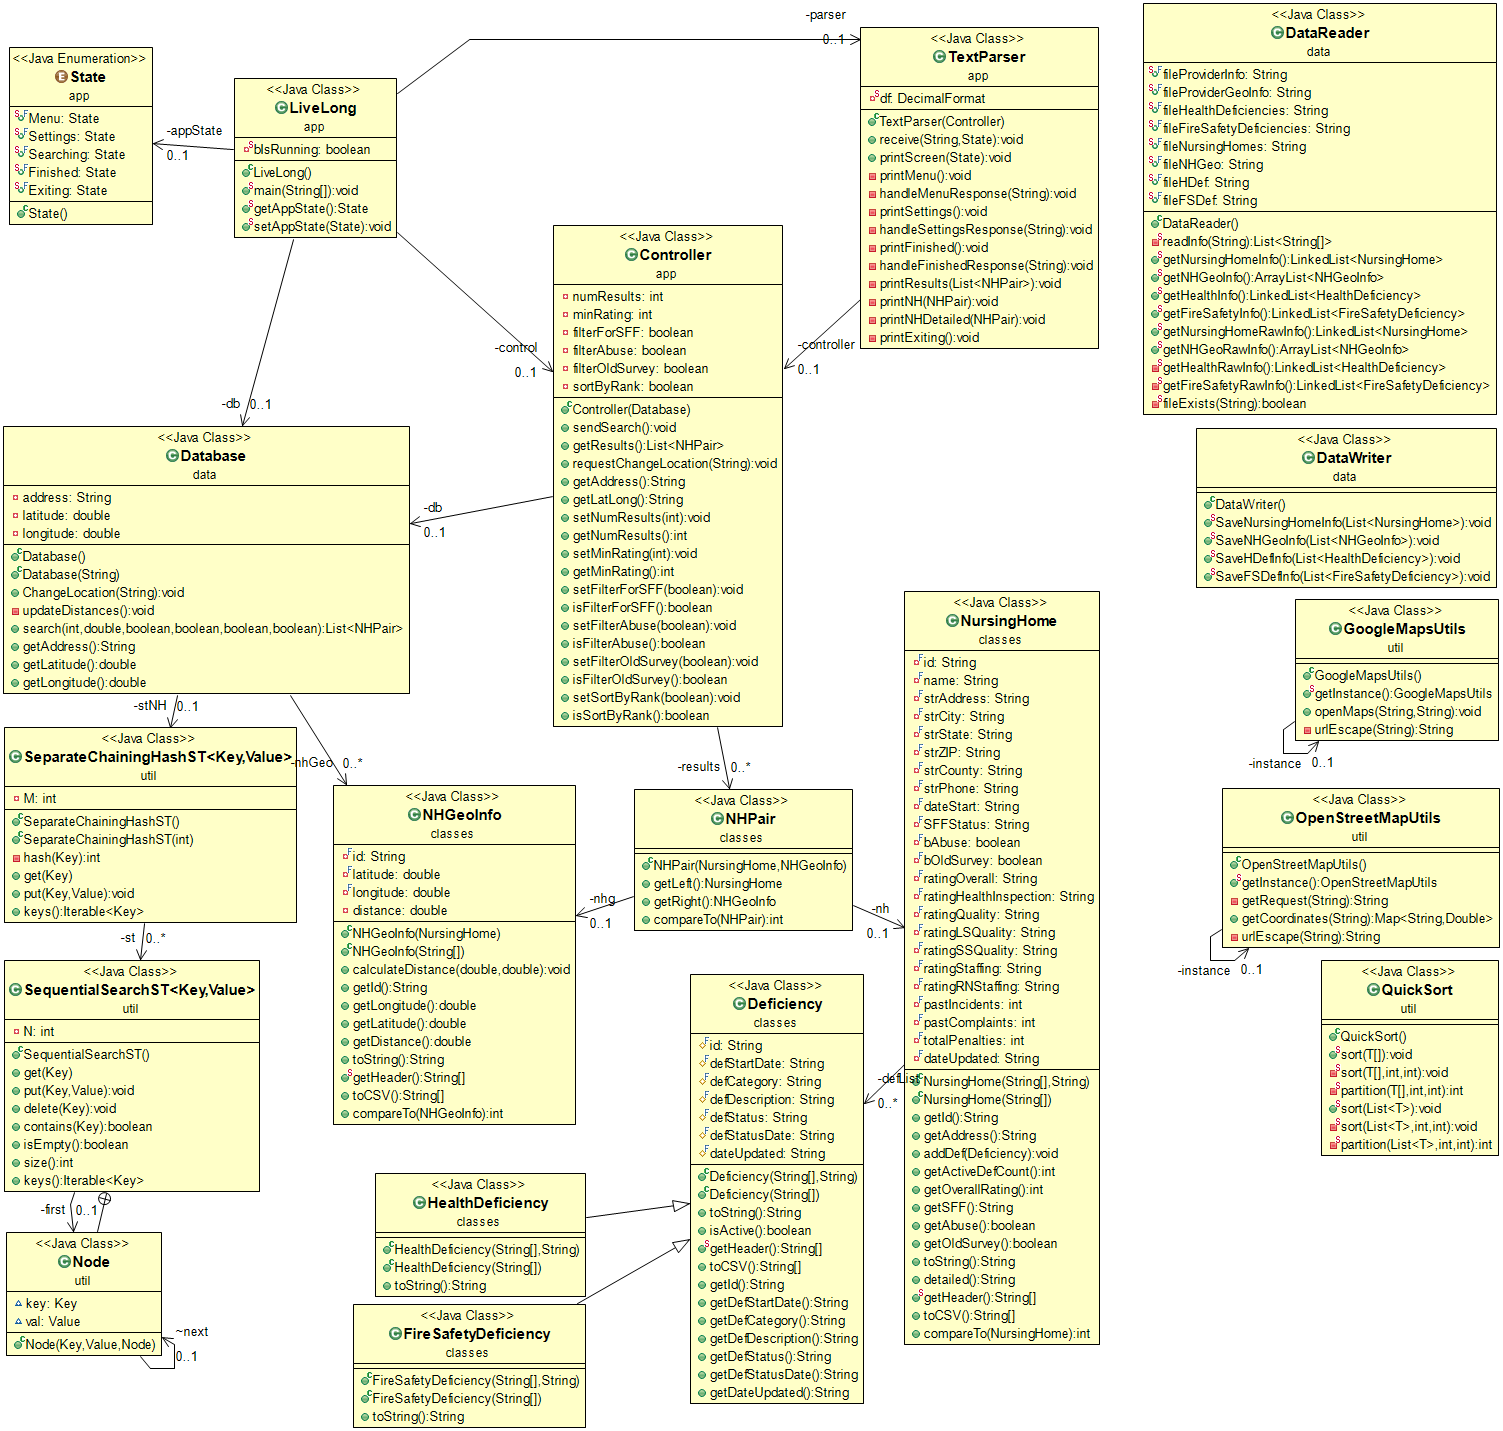 <<Java Enumeration>>
State
app
Menu: State
Settings: State
Searching: State
Finished: State
Exiting: State
State()
-appState
0..1
<<Java Class>>
LiveLong
app
bIsRunning: boolean
LiveLong()
main(String[]):void
getAppState():State
setAppState(State):void
-parser
0..1
<<Java Class>>
TextParser
app
df: DecimalFormat
TextParser(Controller)
receive(String,State):void
printScreen(State):void
printMenu():void
handleMenuResponse(String):void
printSettings():void
handleSettingsResponse(String):void
printFinished():void
handleFinishedResponse(String):void
printResults(List<NHPair>):void
printNH(NHPair):void
printNHDetailed(NHPair):void
printExiting():void
-controller
0..1
-control
0..1
<<Java Class>>
Controller
app
numResults: int
minRating: int
filterForSFF: boolean
filterAbuse: boolean
filterOldSurvey: boolean
sortByRank: boolean
Controller(Database)
sendSearch():void
getResults():List<NHPair>
requestChangeLocation(String):void
getAddress():String
getLatLong():String
setNumResults(int):void
getNumResults():int
setMinRating(int):void
getMinRating():int
setFilterForSFF(boolean):void
isFilterForSFF():boolean
setFilterAbuse(boolean):void
isFilterAbuse():boolean
setFilterOldSurvey(boolean):void
isFilterOldSurvey():boolean
setSortByRank(boolean):void
isSortByRank():boolean
-db
0..1
-db
0..1
<<Java Class>>
Database
data
address: String
latitude: double
longitude: double
Database()
Database(String)
ChangeLocation(String):void
updateDistances():void
search(int,double,boolean,boolean,boolean,boolean):List<NHPair>
getAddress():String
getLatitude():double
getLongitude():double
-stNH
0..1
-nhGeo
0..*
<<Java Class>>
SeparateChainingHashST<Key,Value>
util
M: int
SeparateChainingHashST()
SeparateChainingHashST(int)
hash(Key):int
get(Key)
put(Key,Value):void
keys():Iterable<Key>
-st
0..*
<<Java Class>>
SequentialSearchST<Key,Value>
util
N: int
SequentialSearchST()
get(Key)
put(Key,Value):void
delete(Key):void
contains(Key):boolean
isEmpty():boolean
size():int
keys():Iterable<Key>
-first
0..1
<<Java Class>>
Node
util
key: Key
val: Value
Node(Key,Value,Node)
~next
0..1
<<Java Class>>
NHGeoInfo
classes
id: String
latitude: double
longitude: double
distance: double
NHGeoInfo(NursingHome)
NHGeoInfo(String[])
calculateDistance(double,double):void
getId():String
getLongitude():double
getLatitude():double
getDistance():double
toString():String
getHeader():String[]
toCSV():String[]
compareTo(NHGeoInfo):int
-results
0..*
<<Java Class>>
NHPair
classes
NHPair(NursingHome,NHGeoInfo)
getLeft():NursingHome
getRight():NHGeoInfo
compareTo(NHPair):int
-nhg
0..1
-nh
0..1
<<Java Class>>
NursingHome
classes
id: String
name: String
strAddress: String
strCity: String
strState: String
strZIP: String
strCounty: String
strPhone: String
dateStart: String
SFFStatus: String
bAbuse: boolean
bOldSurvey: boolean
ratingOverall: String
ratingHealthInspection: String
ratingQuality: String
ratingLSQuality: String
ratingSSQuality: String
ratingStaffing: String
ratingRNStaffing: String
pastIncidents: int
pastComplaints: int
totalPenalties: int
dateUpdated: String
NursingHome(String[],String)
NursingHome(String[])
getId():String
getAddress():String
addDef(Deficiency):void
getActiveDefCount():int
getOverallRating():int
getSFF():String
getAbuse():boolean
getOldSurvey():boolean
toString():String
detailed():String
getHeader():String[]
toCSV():String[]
compareTo(NursingHome):int
-defList
0..*
<<Java Class>>
Deficiency
classes
id: String
defStartDate: String
defCategory: String
defDescription: String
defStatus: String
defStatusDate: String
dateUpdated: String
Deficiency(String[],String)
Deficiency(String[])
toString():String
isActive():boolean
getHeader():String[]
toCSV():String[]
getId():String
getDefStartDate():String
getDefCategory():String
getDefDescription():String
getDefStatus():String
getDefStatusDate():String
getDateUpdated():String
<<Java Class>>
HealthDeficiency
classes
HealthDeficiency(String[],String)
HealthDeficiency(String[])
toString():String
<<Java Class>>
FireSafetyDeficiency
classes
FireSafetyDeficiency(String[],String)
FireSafetyDeficiency(String[])
toString():String
<<Java Class>>
DataReader
data
fileProviderInfo: String
fileProviderGeoInfo: String
fileHealthDeficiencies: String
fileFireSafetyDeficiencies: String
fileNursingHomes: String
fileNHGeo: String
fileHDef: String
fileFSDef: String
DataReader()
readInfo(String):List<String[]>
getNursingHomeInfo():LinkedList<NursingHome>
getNHGeoInfo():ArrayList<NHGeoInfo>
getHealthInfo():LinkedList<HealthDeficiency>
getFireSafetyInfo():LinkedList<FireSafetyDeficiency>
getNursingHomeRawInfo():LinkedList<NursingHome>
getNHGeoRawInfo():ArrayList<NHGeoInfo>
getHealthRawInfo():LinkedList<HealthDeficiency>
getFireSafetyRawInfo():LinkedList<FireSafetyDeficiency>
fileExists(String):boolean
<<Java Class>>
DataWriter
data
DataWriter()
SaveNursingHomeInfo(List<NursingHome>):void
SaveNHGeoInfo(List<NHGeoInfo>):void
SaveHDefInfo(List<HealthDeficiency>):void
SaveFSDefInfo(List<FireSafetyDeficiency>):void
<<Java Class>>
GoogleMapsUtils
util
GoogleMapsUtils()
getInstance():GoogleMapsUtils
openMaps(String,String):void
urlEscape(String):String
-instance
0..1
<<Java Class>>
OpenStreetMapUtils
util
OpenStreetMapUtils()
getInstance():OpenStreetMapUtils
getRequest(String):String
getCoordinates(String):Map<String,Double>
urlEscape(String):String
-instance
0..1
<<Java Class>>
QuickSort
util
QuickSort()
sort(T[]):void
sort(T[],int,int):void
partition(T[],int,int):int
sort(List<T>):void
sort(List<T>,int,int):void
partition(List<T>,int,int):int